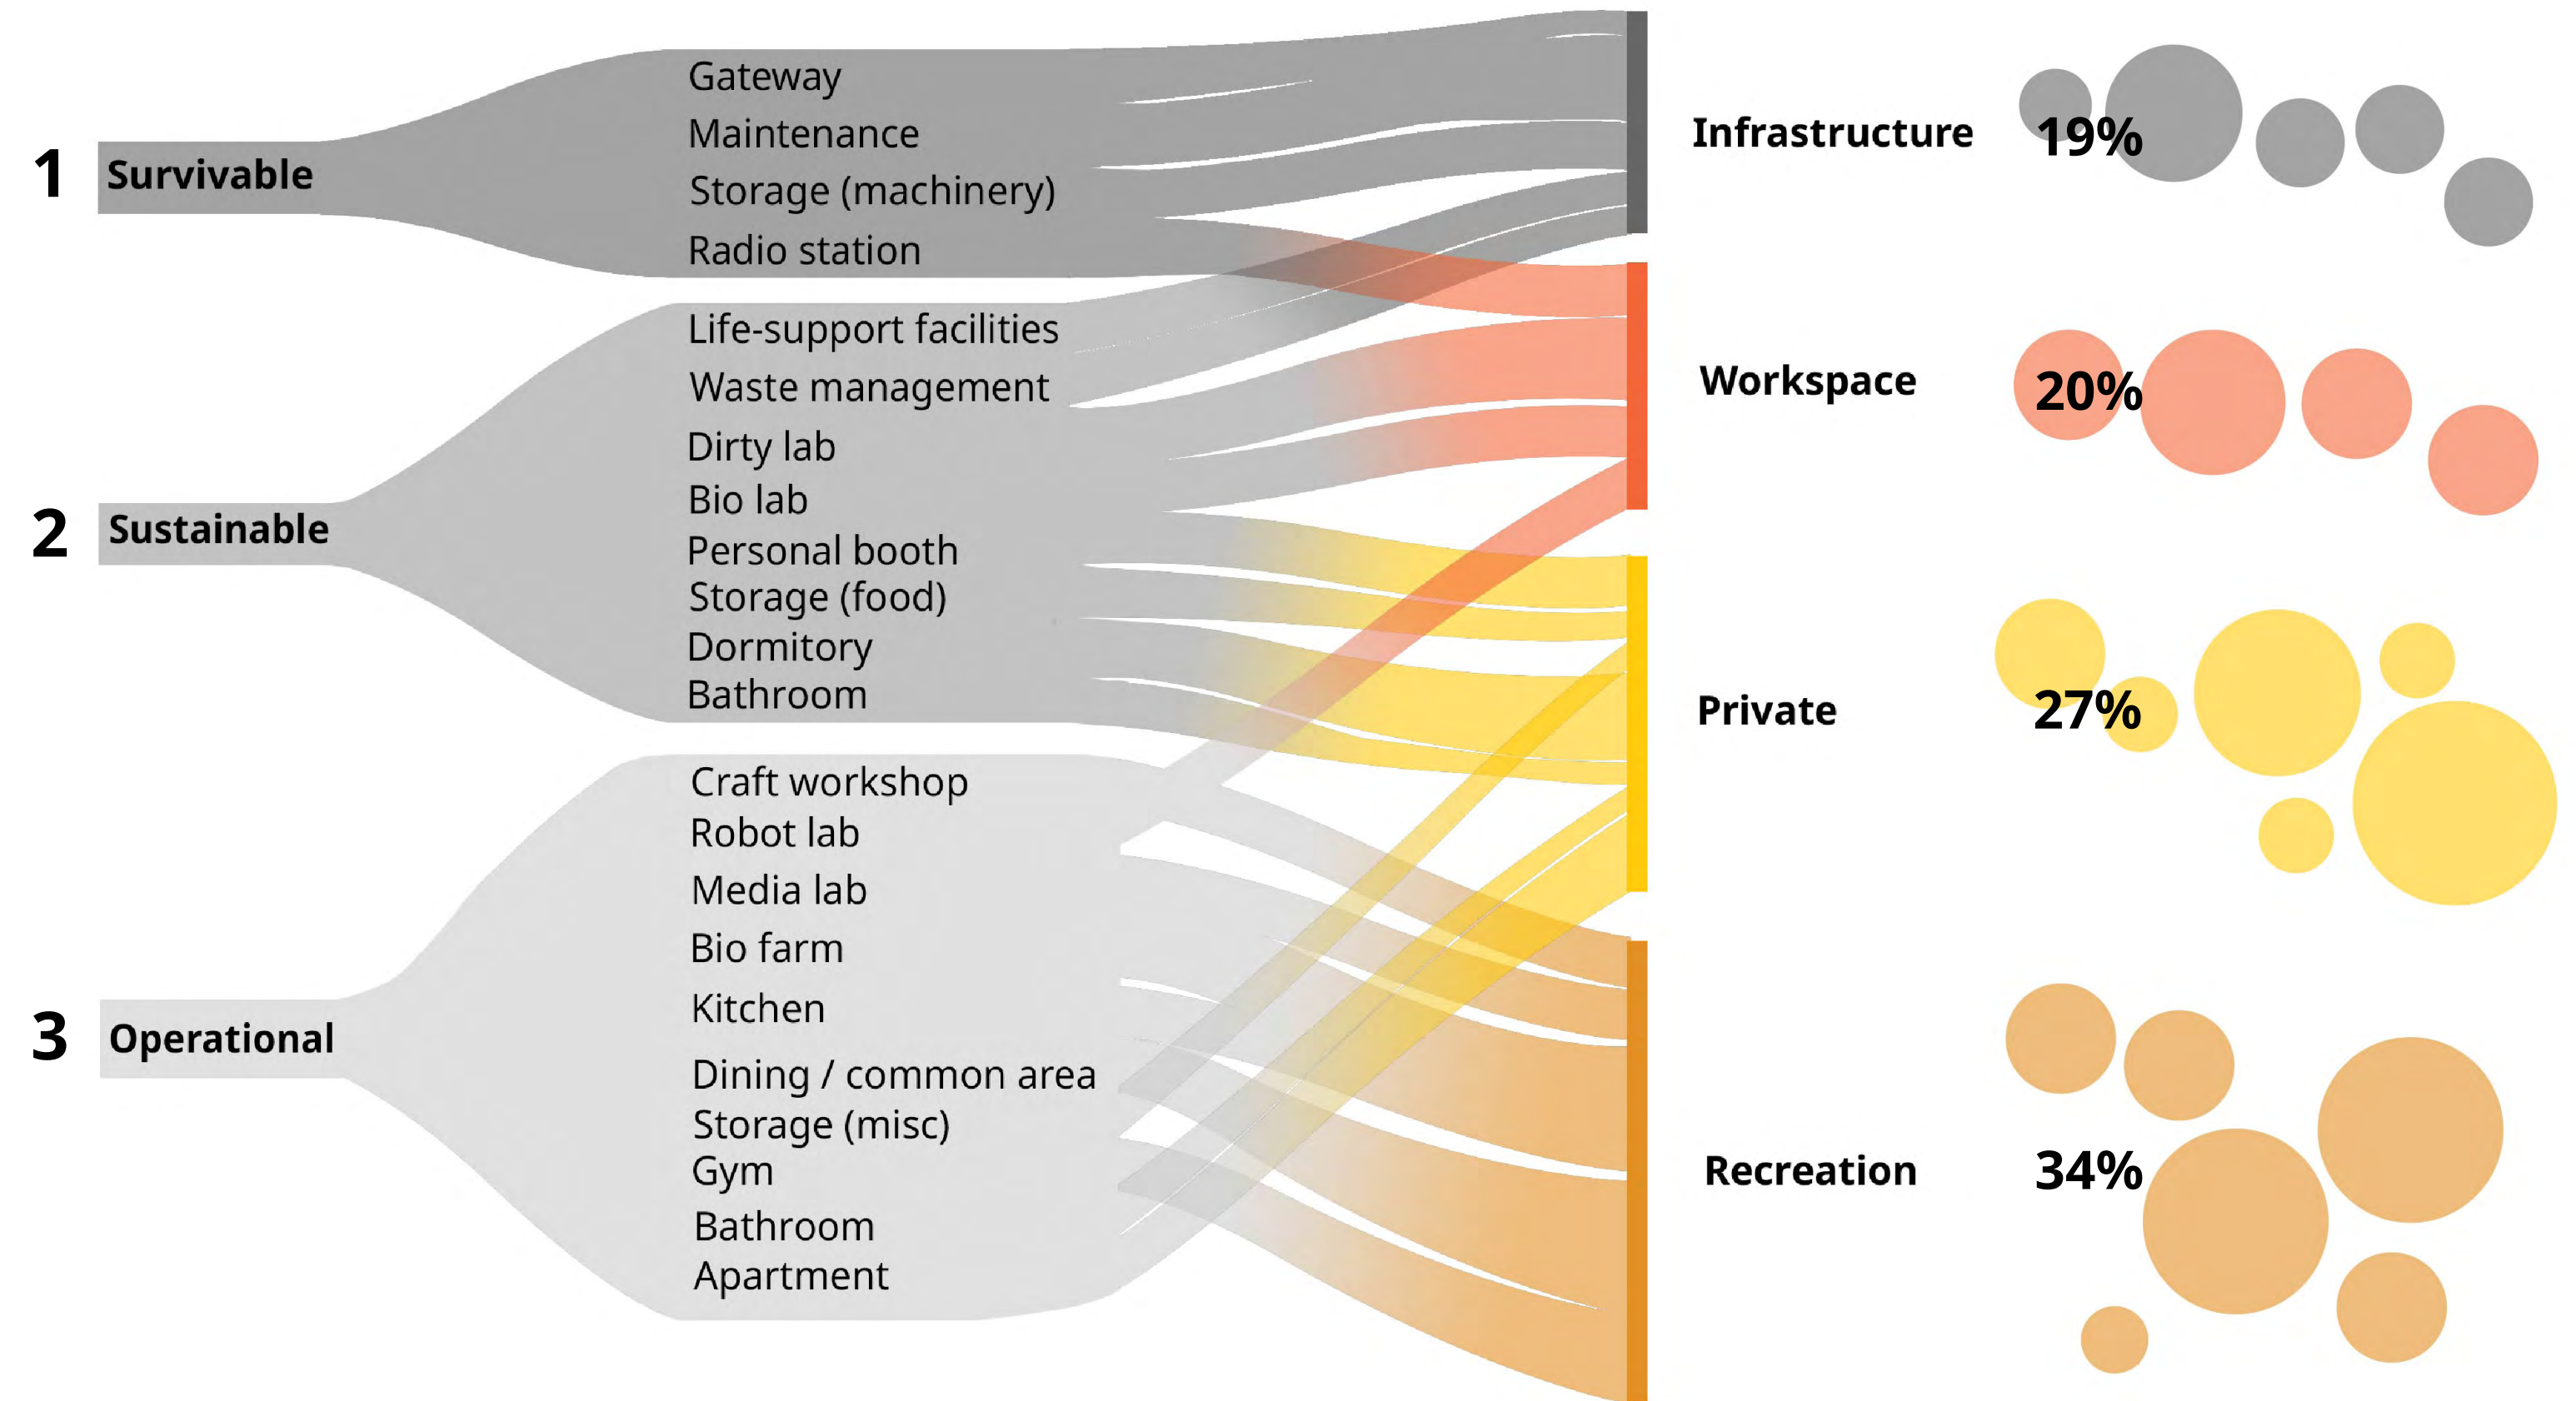 1
Survivable
Gateway
Maintenance
Storage (machinery)
Radio station
2
Sustainable
Life-support facilities
Waste management
Dirty lab
Bio lab
Personal booth
Storage (food)
Dormitory
Bathroom
3
Operational
Craft workshop
Robot lab
Media lab
Bio farm
Kitchen
Dining / common area
Storage (misc)
Gym
Bathroom
Apartment
Infrastructure 19%
Workspace 20%
Private 27%
Recreation 34%